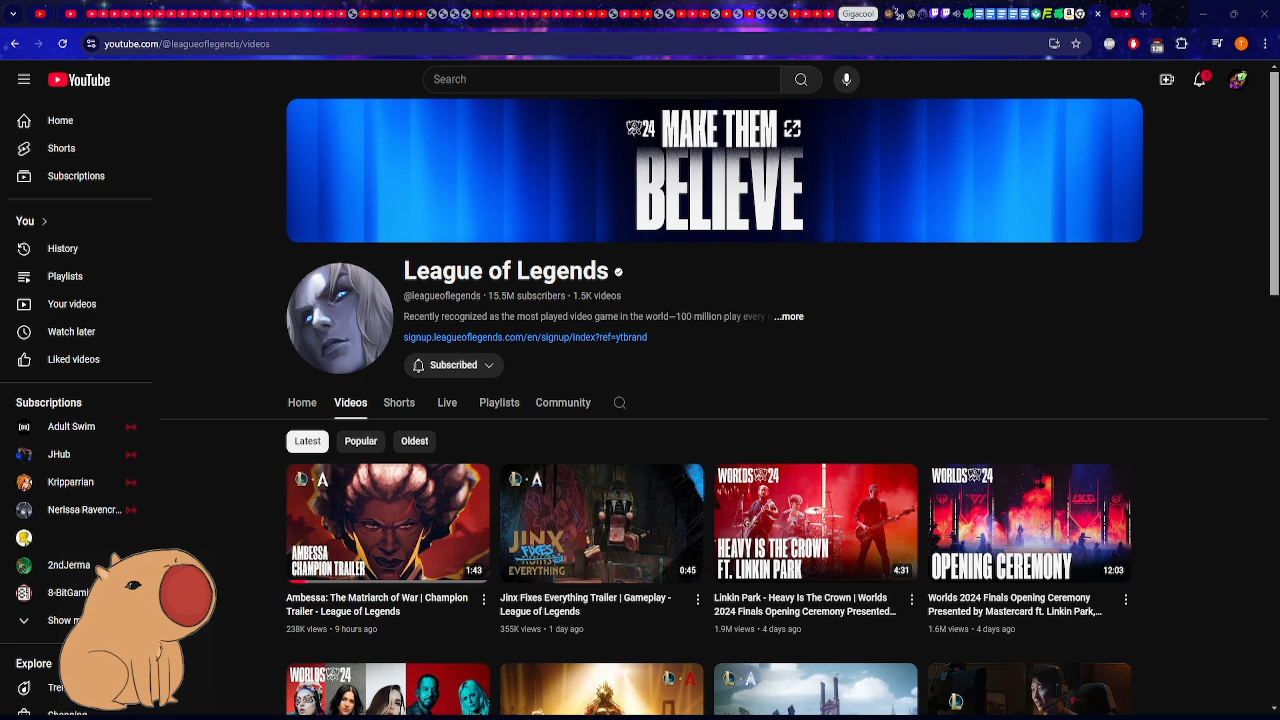 Gigacool
29
youtube.com/@leagueoflegends/videos
128
T
YouTube
Search
Home
Shorts
Subscriptions
You
History
Playlists
Your videos
Watch later
Liked videos
Subscriptions
Adult Swim
JHub
Kripparrian
Nerissa Ravencr...
2ndJerma
8-BitGami
Show m
Explore
Tre
24 MAKE THEM
BELIEVE
League of Legends
@leagueoflegends · 15.5M subscribers · 1.5K videos
Recently recognized as the most played video game in the world—100 million play every ...more
signup.leagueoflegends.com/en/signup/index?ref=ytbrand
Subscribed
Home Videos Shorts Live Playlists Community
Latest Popular Oldest
AMBESSA
CHAMPION TRAILER
1:43
Ambessa: The Matriarch of War | Champion
Trailer - League of Legends
238K views · 9 hours ago
JINX
FIXES
EVERYTHING
0:45
Jinx Fixes Everything Trailer | Gameplay -
League of Legends
355K views · 1 day ago
WORLDS 24
HEAVY IS THE CROWN
FT. LINKIN PARK
4:31
Linkin Park - Heavy Is The Crown | Worlds
2024 Finals Opening Ceremony Presented...
1.9M views · 4 days ago
WORLDS 24
OPENING CEREMONY
12:03
Worlds 2024 Finals Opening Ceremony
Presented by Mastercard ft. Linkin Park,...
1.6M views · 4 days ago
WORLDS 24